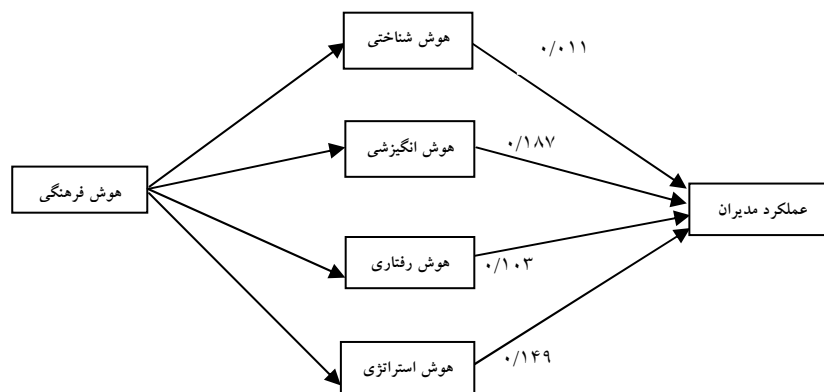 هوش شناختی
۰/۰۱۱
هوش انگیزشی
۰/۱۸۷
هوش فرهنگی
عملکرد مدیران
هوش رفتاری
۰/۱۰۳
هوش استراتژی
۰/۱۴۹